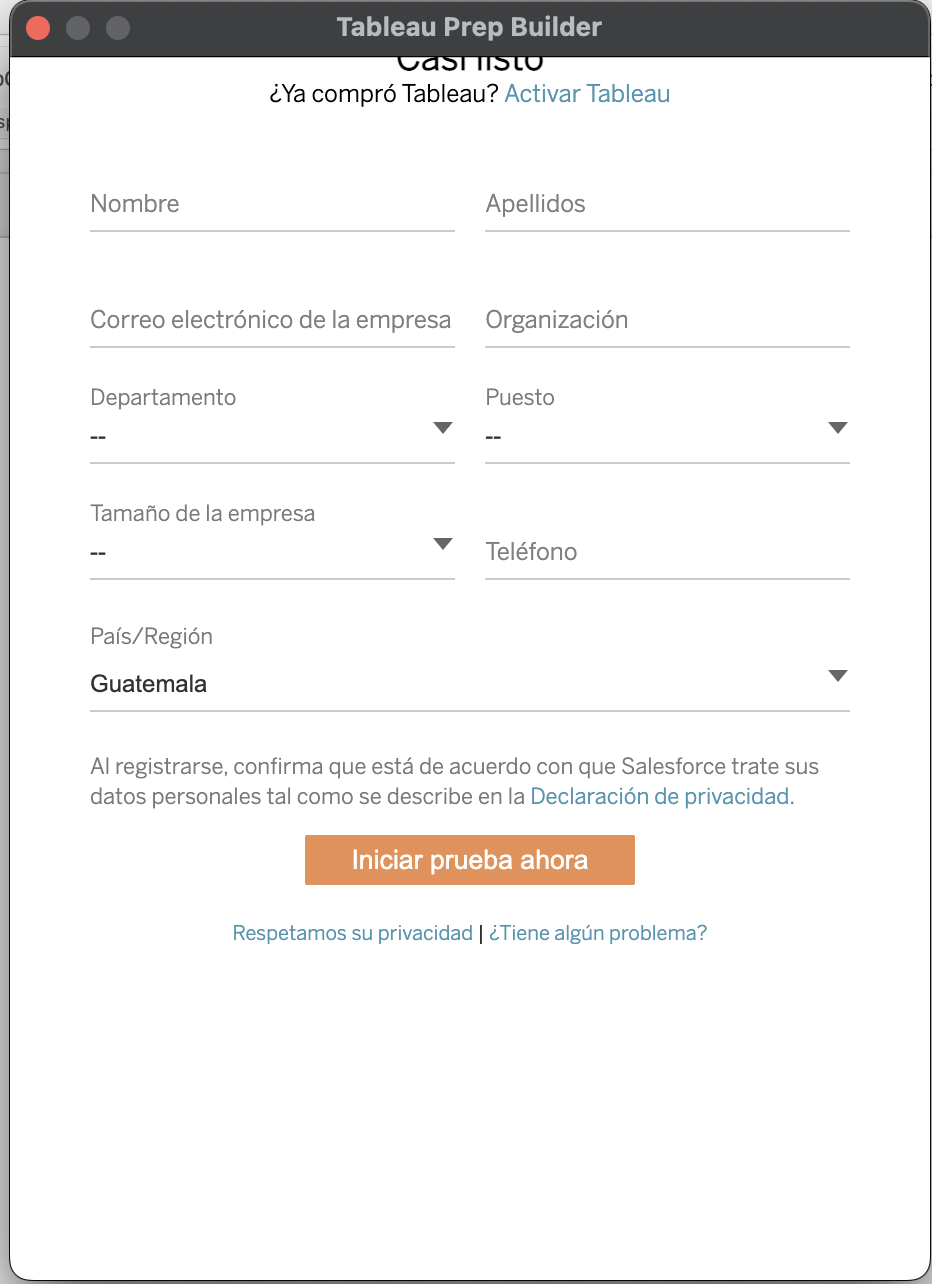 Tableau Prep Builder
Casi listo
¿Ya compró Tableau? Activar Tableau
Nombre
Apellidos
Correo electrónico de la empresa
Organización
Departamento
Puesto
--
--
Tamaño de la empresa
--
Teléfono
País/Región
Guatemala
Al registrarse, confirma que está de acuerdo con que Salesforce trate sus
datos personales tal como se describe en la Declaración de privacidad.
Iniciar prueba ahora
Respetamos su privacidad | ¿Tiene algún problema?